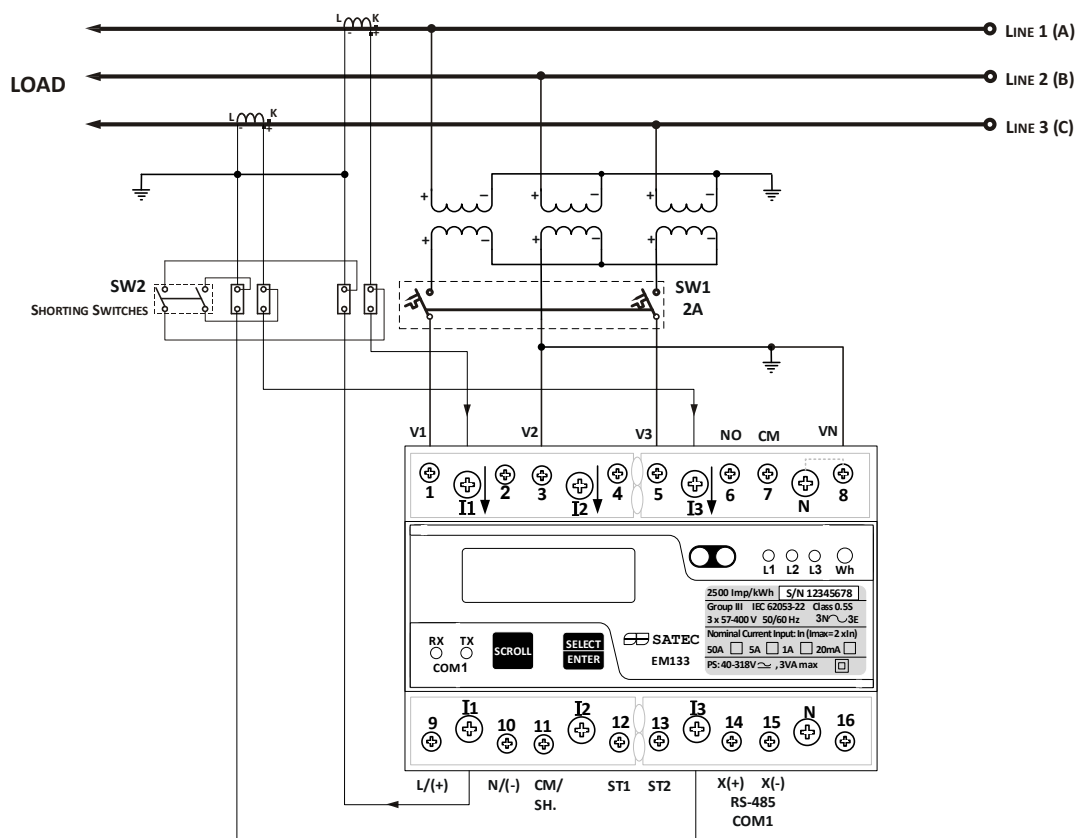 L K
- +
LINE 1 (A)
LOAD
LINE 2 (B)
L K
- +
LINE 3 (C)
+ − + − + −
+ − + − + −
SW2
SHORTING SWITCHES
SW1
2A
V1 V2 V3 NO CM VN
1 I1 2 3 I2 4 5 I3 6 7 N 8
L1 L2 L3 Wh
2500 Imp/kWh S/N 12345678
Group III IEC 62053-22 Class 0.5S
3 x 57-400 V 50/60 Hz 3N 3E
Nominal Current Input: In (Imax=2 xIn)
50A 5A 1A 20mA
PS: 40-318V , 3VA max
RX TX
COM1
SCROLL
SELECT
ENTER
SATEC
EM133
9 I1 10 11 I2 12 13 I3 14 15 N 16
L/(+) N/(-) CM/ ST1 ST2 X(+) X(-)
SH. RS-485
COM1